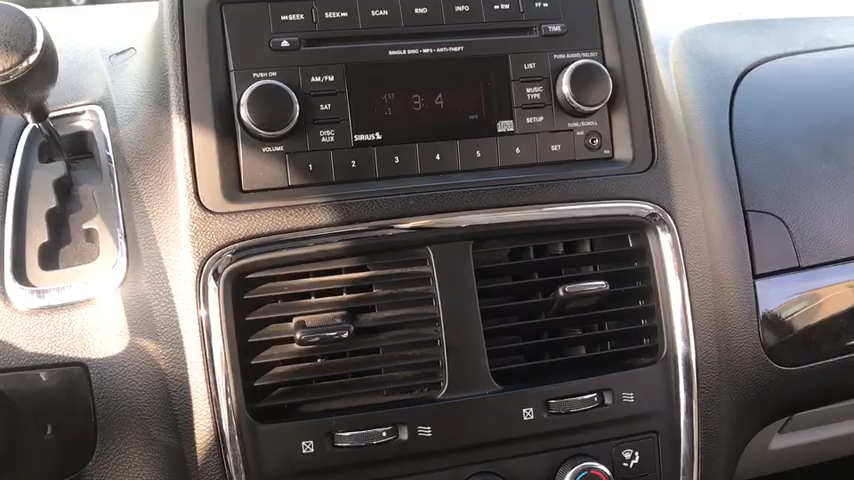 ⏮SEEK SEEK⏭ SCAN RND INFO ◀◀RW FF▶▶
TIME
SINGLE DISC • MP3 • ANTI-THEFT
PUSH ON AM/FM LIST PUSH AUDIO/SELECT
SAT MUSIC
TYPE
DISC
AUX SETUP
VOLUME SIRIUS TUNE/SCROLL
1 2 3 4 5 6 SET AUX